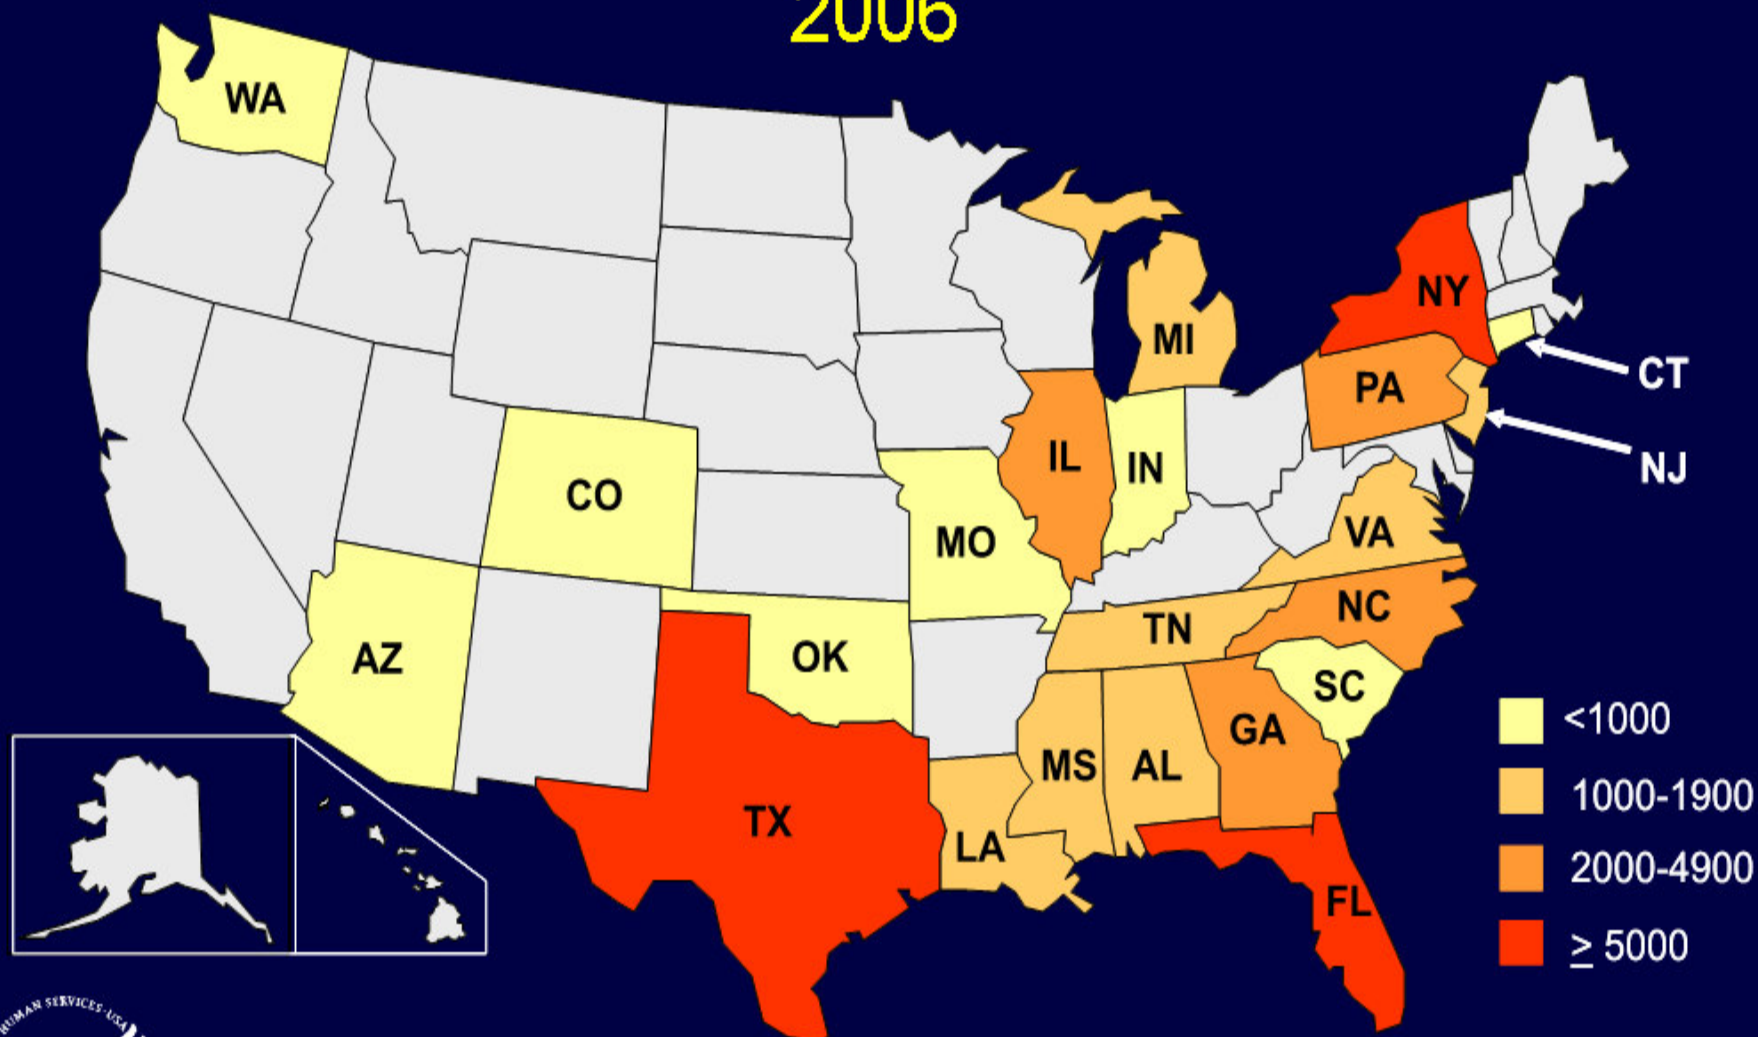 2006
WA
NY
MI
CT
PA
IL
IN
NJ
CO
MO
VA
NC
TN
AZ
OK
SC
GA
MS
AL
TX
LA
FL
<1000
1000-1900
2000-4900
≥ 5000
HUMAN SERVICES·USA